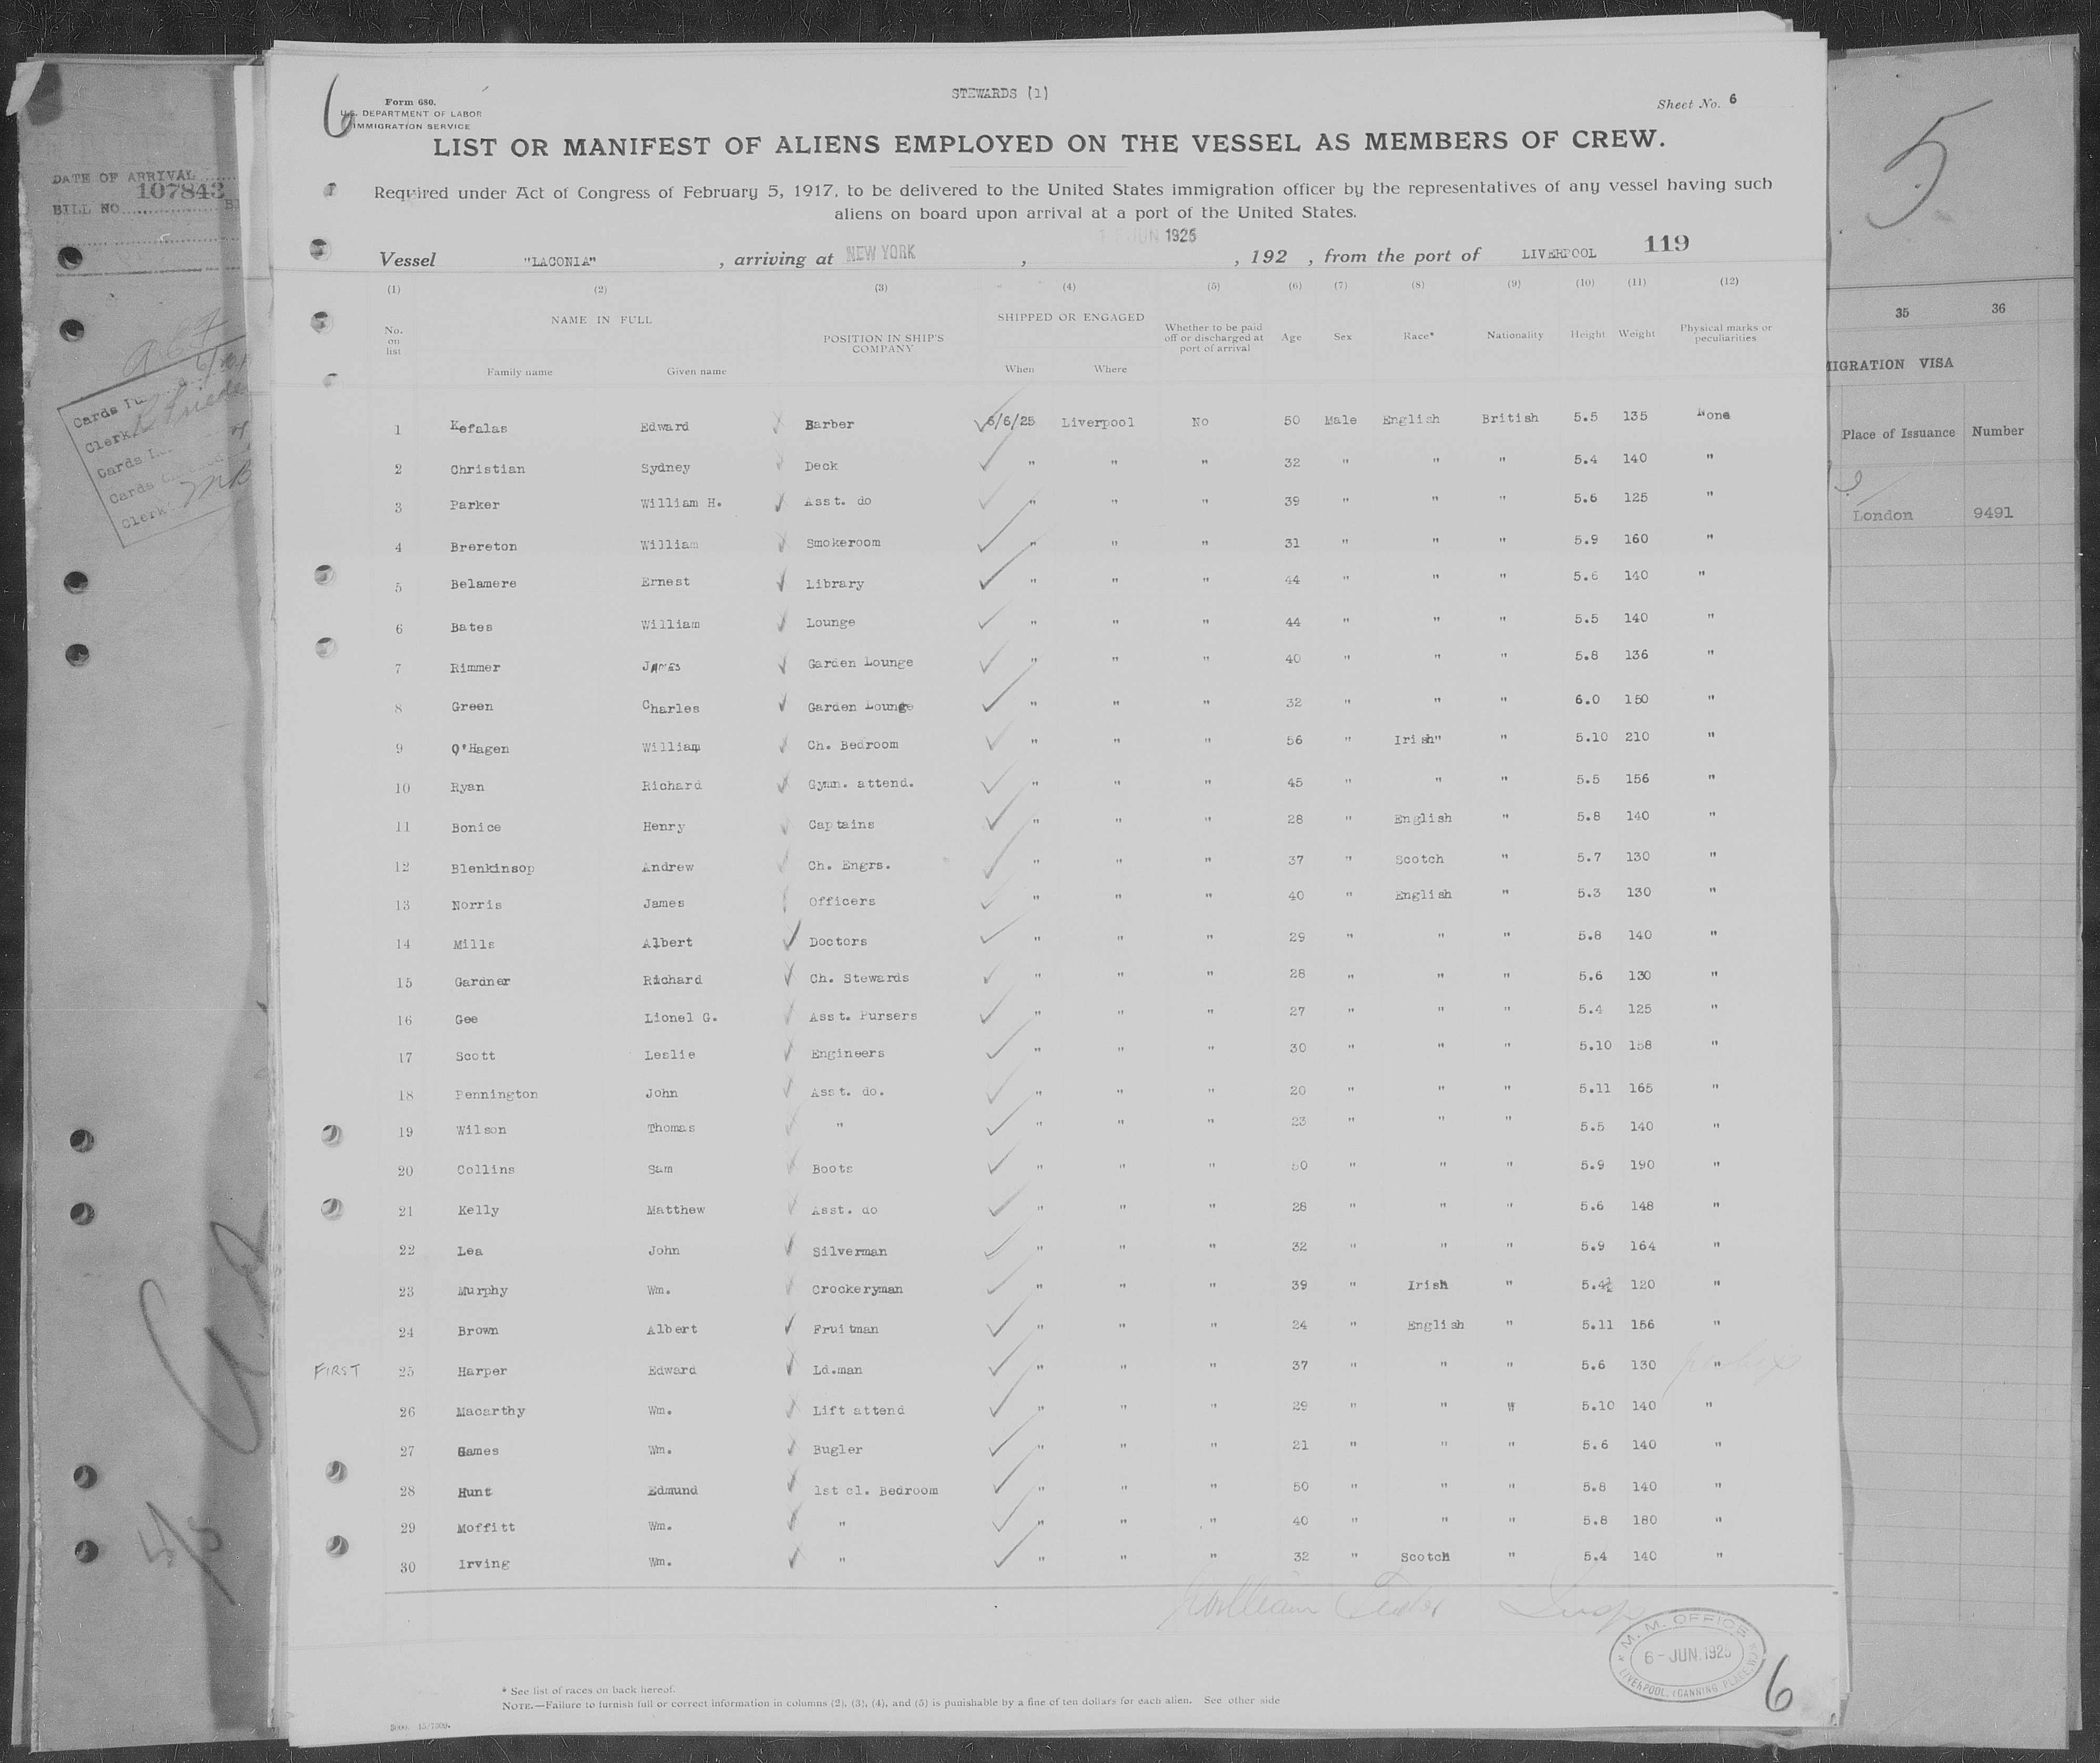 6
Form 680.
U.S. DEPARTMENT OF LABOR
IMMIGRATION SERVICE
STEWARDS (1)
Sheet No. 6
LIST OR MANIFEST OF ALIENS EMPLOYED ON THE VESSEL AS MEMBERS OF CREW.
Required under Act of Congress of February 5, 1917, to be delivered to the United States immigration officer by the representatives of any vessel having such
aliens on board upon arrival at a port of the United States.
JUN 1925
119
Vessel "LACONIA" , arriving at NEW YORK , , 192 , from the port of LIVERPOOL
(1) (2) (3) (4) (5) (6) (7) (8) (9) (10) (11) (12)
No. on list NAME IN FULL Family name Given name POSITION IN SHIP'S COMPANY SHIPPED OR ENGAGED When Where Whether to be paid off or discharged at port of arrival Age Sex Race* Nationality Height Weight Physical marks or peculiarities
1 Kefalas Edward Barber 6/6/25 Liverpool No 50 Male English British 5.5 135 None
2 Christian Sydney Deck " " " 32 " " " 5.4 140 "
3 Parker William H. Asst. do " " " 39 " " " 5.6 125 "
4 Brereton William Smokeroom " " " 31 " " " 5.9 160 "
5 Belamere Ernest Library " " " 44 " " " 5.6 140 "
6 Bates William Lounge " " " 44 " " " 5.5 140 "
7 Rimmer James Garden Lounge " " " 40 " " " 5.8 136 "
8 Green Charles Garden Lounge " " " 32 " " " 6.0 150 "
9 O'Hagen William Ch. Bedroom " " " 56 " Irish" " 5.10 210 "
10 Ryan Richard Gymn. attend. " " " 45 " " " 5.5 156 "
11 Bonice Henry Captains " " " 28 " English " 5.8 140 "
12 Blenkinsop Andrew Ch. Engrs. " " " 37 " Scotch " 5.7 130 "
13 Norris James Officers " " " 40 " English " 5.3 130 "
14 Mills Albert Doctors " " " 29 " " " 5.8 140 "
15 Gardner Richard Ch. Stewards " " " 28 " " " 5.6 130 "
16 Gee Lionel G. Asst. Pursers " " " 27 " " " 5.4 125 "
17 Scott Leslie Engineers " " " 30 " " " 5.10 158 "
18 Pennington John Asst. do. " " " 20 " " " 5.11 165 "
19 Wilson Thomas " " " " 23 " " " 5.5 140 "
20 Collins Sam Boots " " " 50 " " " 5.9 190 "
21 Kelly Matthew Asst. do " " " 28 " " " 5.6 148 "
22 Lea John Silverman " " " 32 " " " 5.9 164 "
23 Murphy Wm. Crockeryman " " " 39 " Irish " 5.4½ 120 "
24 Brown Albert Fruitman " " " 24 " English " 5.11 156 "
FIRST 25 Harper Edward Ld.man " " " 37 " " " 5.6 130 "
26 Macarthy Wm. Lift attend " " " 29 " " " 5.10 140 "
27 Games Wm. Bugler " " " 21 " " " 5.6 140 "
28 Hunt Edmund 1st cl. Bedroom " " " 50 " " " 5.8 140 "
29 Moffitt Wm. " " " " 40 " " " 5.8 180 "
30 Irving Wm. " " " " 32 " Scotch " 5.4 140 "
William
M. M. OFFICE
6 - JUN. 1925
LIVERPOOL, (CANNING PLACE)
6
* See list of races on back hereof.
NOTE.—Failure to furnish full or correct information in columns (2), (3), (4), and (5) is punishable by a fine of ten dollars for each alien. See other side
DATE OF ARRIVAL
107843
BILL NO
Cards
Clerk
Cards
Cards
Clerk
5
35 36
MIGRATION VISA
Place of Issuance Number
London 9491